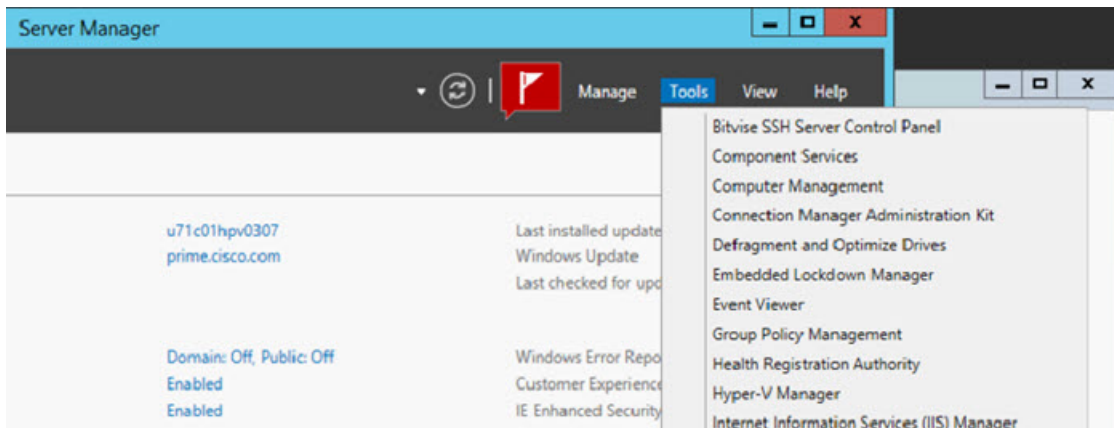 Server Manager
Manage Tools View Help
Bitvise SSH Server Control Panel
Component Services
Computer Management
Connection Manager Administration Kit
Defragment and Optimize Drives
Embedded Lockdown Manager
Event Viewer
Group Policy Management
Health Registration Authority
Hyper-V Manager
Internet Information Services (IIS) Manager
u71c01hpv0307 Last installed update
prime.cisco.com Windows Update
Last checked for upd
Domain: Off, Public: Off Windows Error Repo
Enabled Customer Experience
Enabled IE Enhanced Security